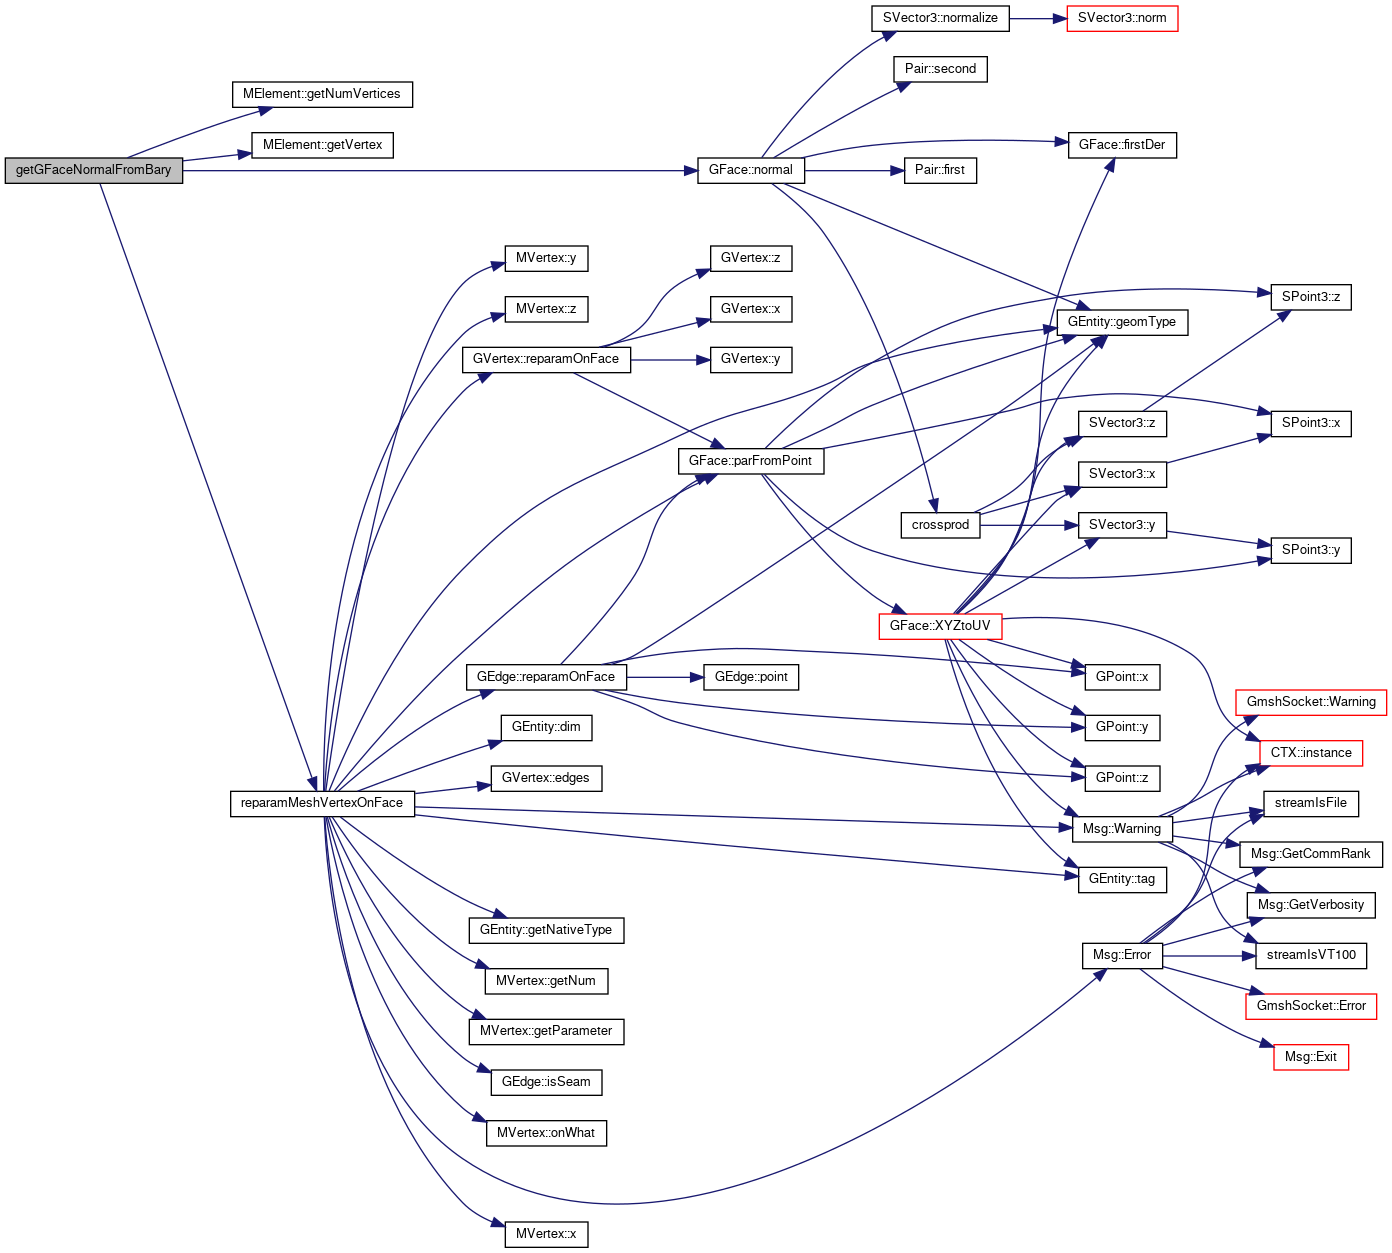 SVector3::normalize
SVector3::norm
Pair::second
MElement::getNumVertices
MElement::getVertex
GFace::firstDer
getGFaceNormalFromBary
GFace::normal
Pair::first
MVertex::y
GVertex::z
SPoint3::z
MVertex::z
GVertex::x
GEntity::geomType
GVertex::reparamOnFace
GVertex::y
SVector3::z
SPoint3::x
GFace::parFromPoint
SVector3::x
crossprod
SVector3::y
SPoint3::y
GFace::XYZtoUV
GEdge::reparamOnFace
GEdge::point
GPoint::x
GmshSocket::Warning
GEntity::dim
GPoint::y
CTX::instance
GVertex::edges
GPoint::z
reparamMeshVertexOnFace
streamIsFile
Msg::Warning
Msg::GetCommRank
GEntity::tag
Msg::GetVerbosity
GEntity::getNativeType
Msg::Error
streamIsVT100
MVertex::getNum
GmshSocket::Error
MVertex::getParameter
Msg::Exit
GEdge::isSeam
MVertex::onWhat
MVertex::x